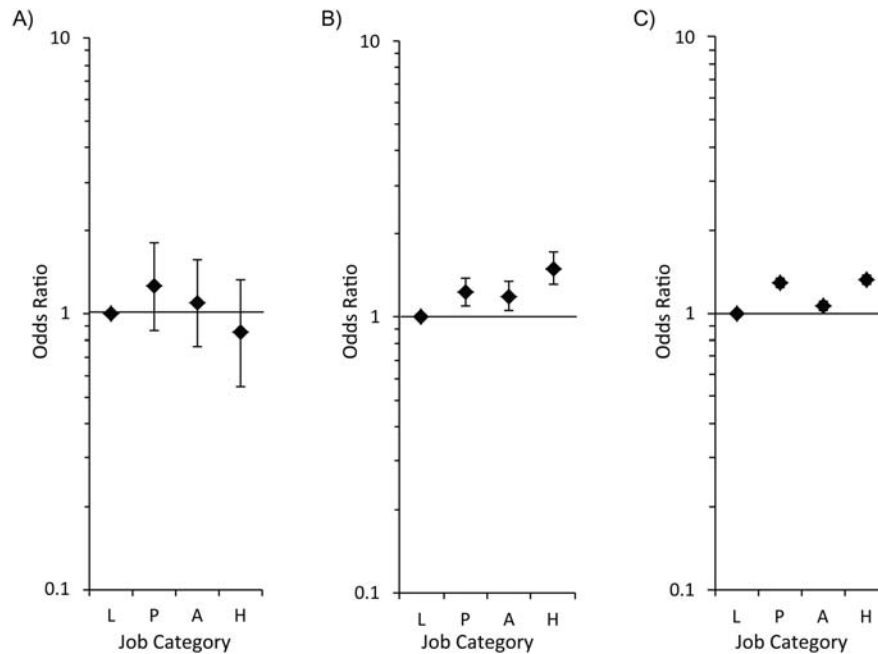 A)
10
1
0.1
Odds Ratio
L P A H
Job Category
B)
10
1
0.1
Odds Ratio
L P A H
Job Category
C)
10
1
0.1
Odds Ratio
L P A H
Job Category